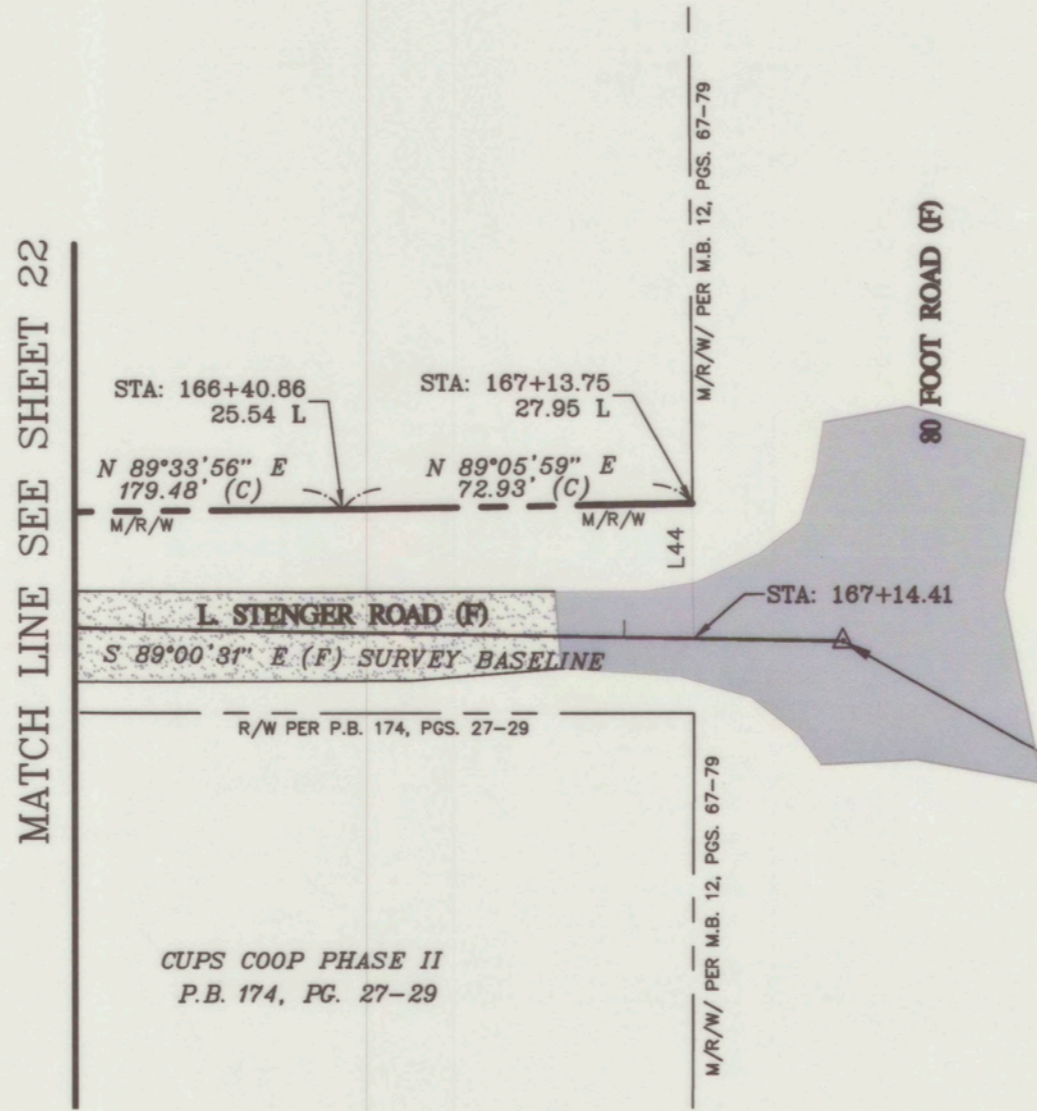 MATCH LINE SEE SHEET 22
M/R/W/ PER M.B. 12, PGS. 67-79
80 FOOT ROAD (F)
STA: 166+40.86
25.54 L
STA: 167+13.75
27.95 L
N 89°33'56" E
179.48' (C)
N 89°05'59" E
72.93' (C)
M/R/W
M/R/W
L44
L. STENGER ROAD (F)
STA: 167+14.41
S 89°00'31" E (F) SURVEY BASELINE
R/W PER P.B. 174, PGS. 27-29
M/R/W/ PER M.B. 12, PGS. 67-79
CUPS COOP PHASE II
P.B. 174, PG. 27-29